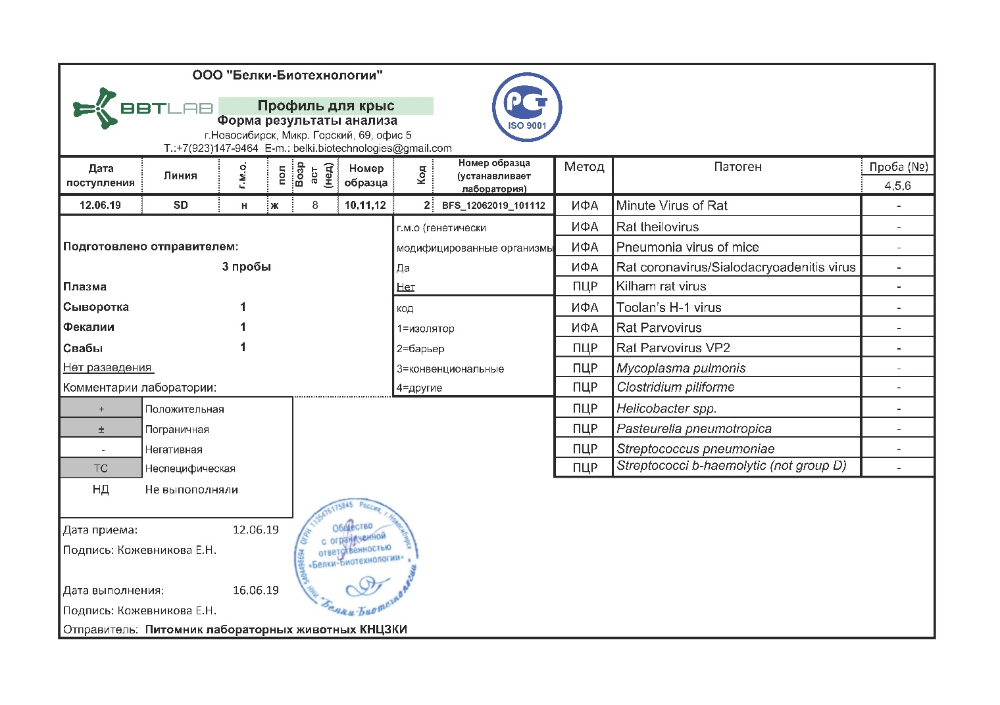 ООО "Белки-Биотехнологии"
BBTLAB
Профиль для крыс
Форма результаты анализа
г.Новосибирск, Микр. Горский, 69, офис 5
Т.:+7(923)147-9464 E-m.: belki.biotechnologies@gmail.com
РСТ
ISO 9001
Дата поступления Линия г.м.о. пол Возраст (нед) Номер образца Код Номер образца (устанавливает лаборатория) Метод Патоген Проба (№)
4,5,6
12.06.19 SD н ж 8 10,11,12 2 BFS_12062019_101112 ИФА Minute Virus of Rat -
ИФА Rat theilovirus -
ИФА Pneumonia virus of mice -
ИФА Rat coronavirus/Sialodacryoadenitis virus -
ПЦР Kilham rat virus -
ИФА Toolan’s H-1 virus -
ИФА Rat Parvovirus -
ПЦР Rat Parvovirus VP2 -
ПЦР Mycoplasma pulmonis -
ПЦР Clostridium piliforme -
ПЦР Helicobacter spp. -
ПЦР Pasteurella pneumotropica -
ПЦР Streptococcus pneumoniae -
ПЦР Streptococci b-haemolytic (not group D) -
г.м.о (генетически
модифицированные организмы
Да
Нет
код
1=изолятор
2=барьер
3=конвенциональные
4=другие
Подготовлено отправителем:
3 пробы
Плазма
Сыворотка 1
Фекалии 1
Свабы 1
Нет разведения
Комментарии лаборатории:
+ Положительная
± Пограничная
- Негативная
ТС Неспецифическая
НД Не выпополняли
Дата приема: 12.06.19
Подпись: Кожевникова Е.Н.
Дата выполнения: 16.06.19
Подпись: Кожевникова Е.Н.
Отправитель: Питомник лабораторных животных КНЦЗКИ
ИНН 5404498694 ОГРН 1135476175845 Россия, г.Новосибирск
Общество
с ограниченной
ответственностью
«Белки-Биотехнологии»
"Белки-Биотехнологии"